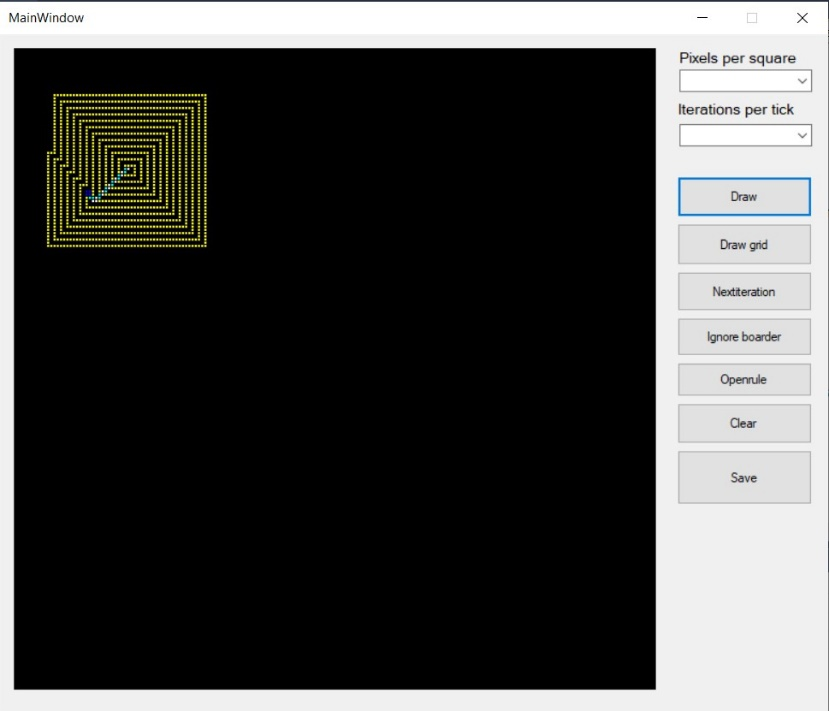 MainWindow
Pixels per square
Iterations per tick
Draw
Draw grid
Nextiteration
Ignore boarder
Openrule
Clear
Save